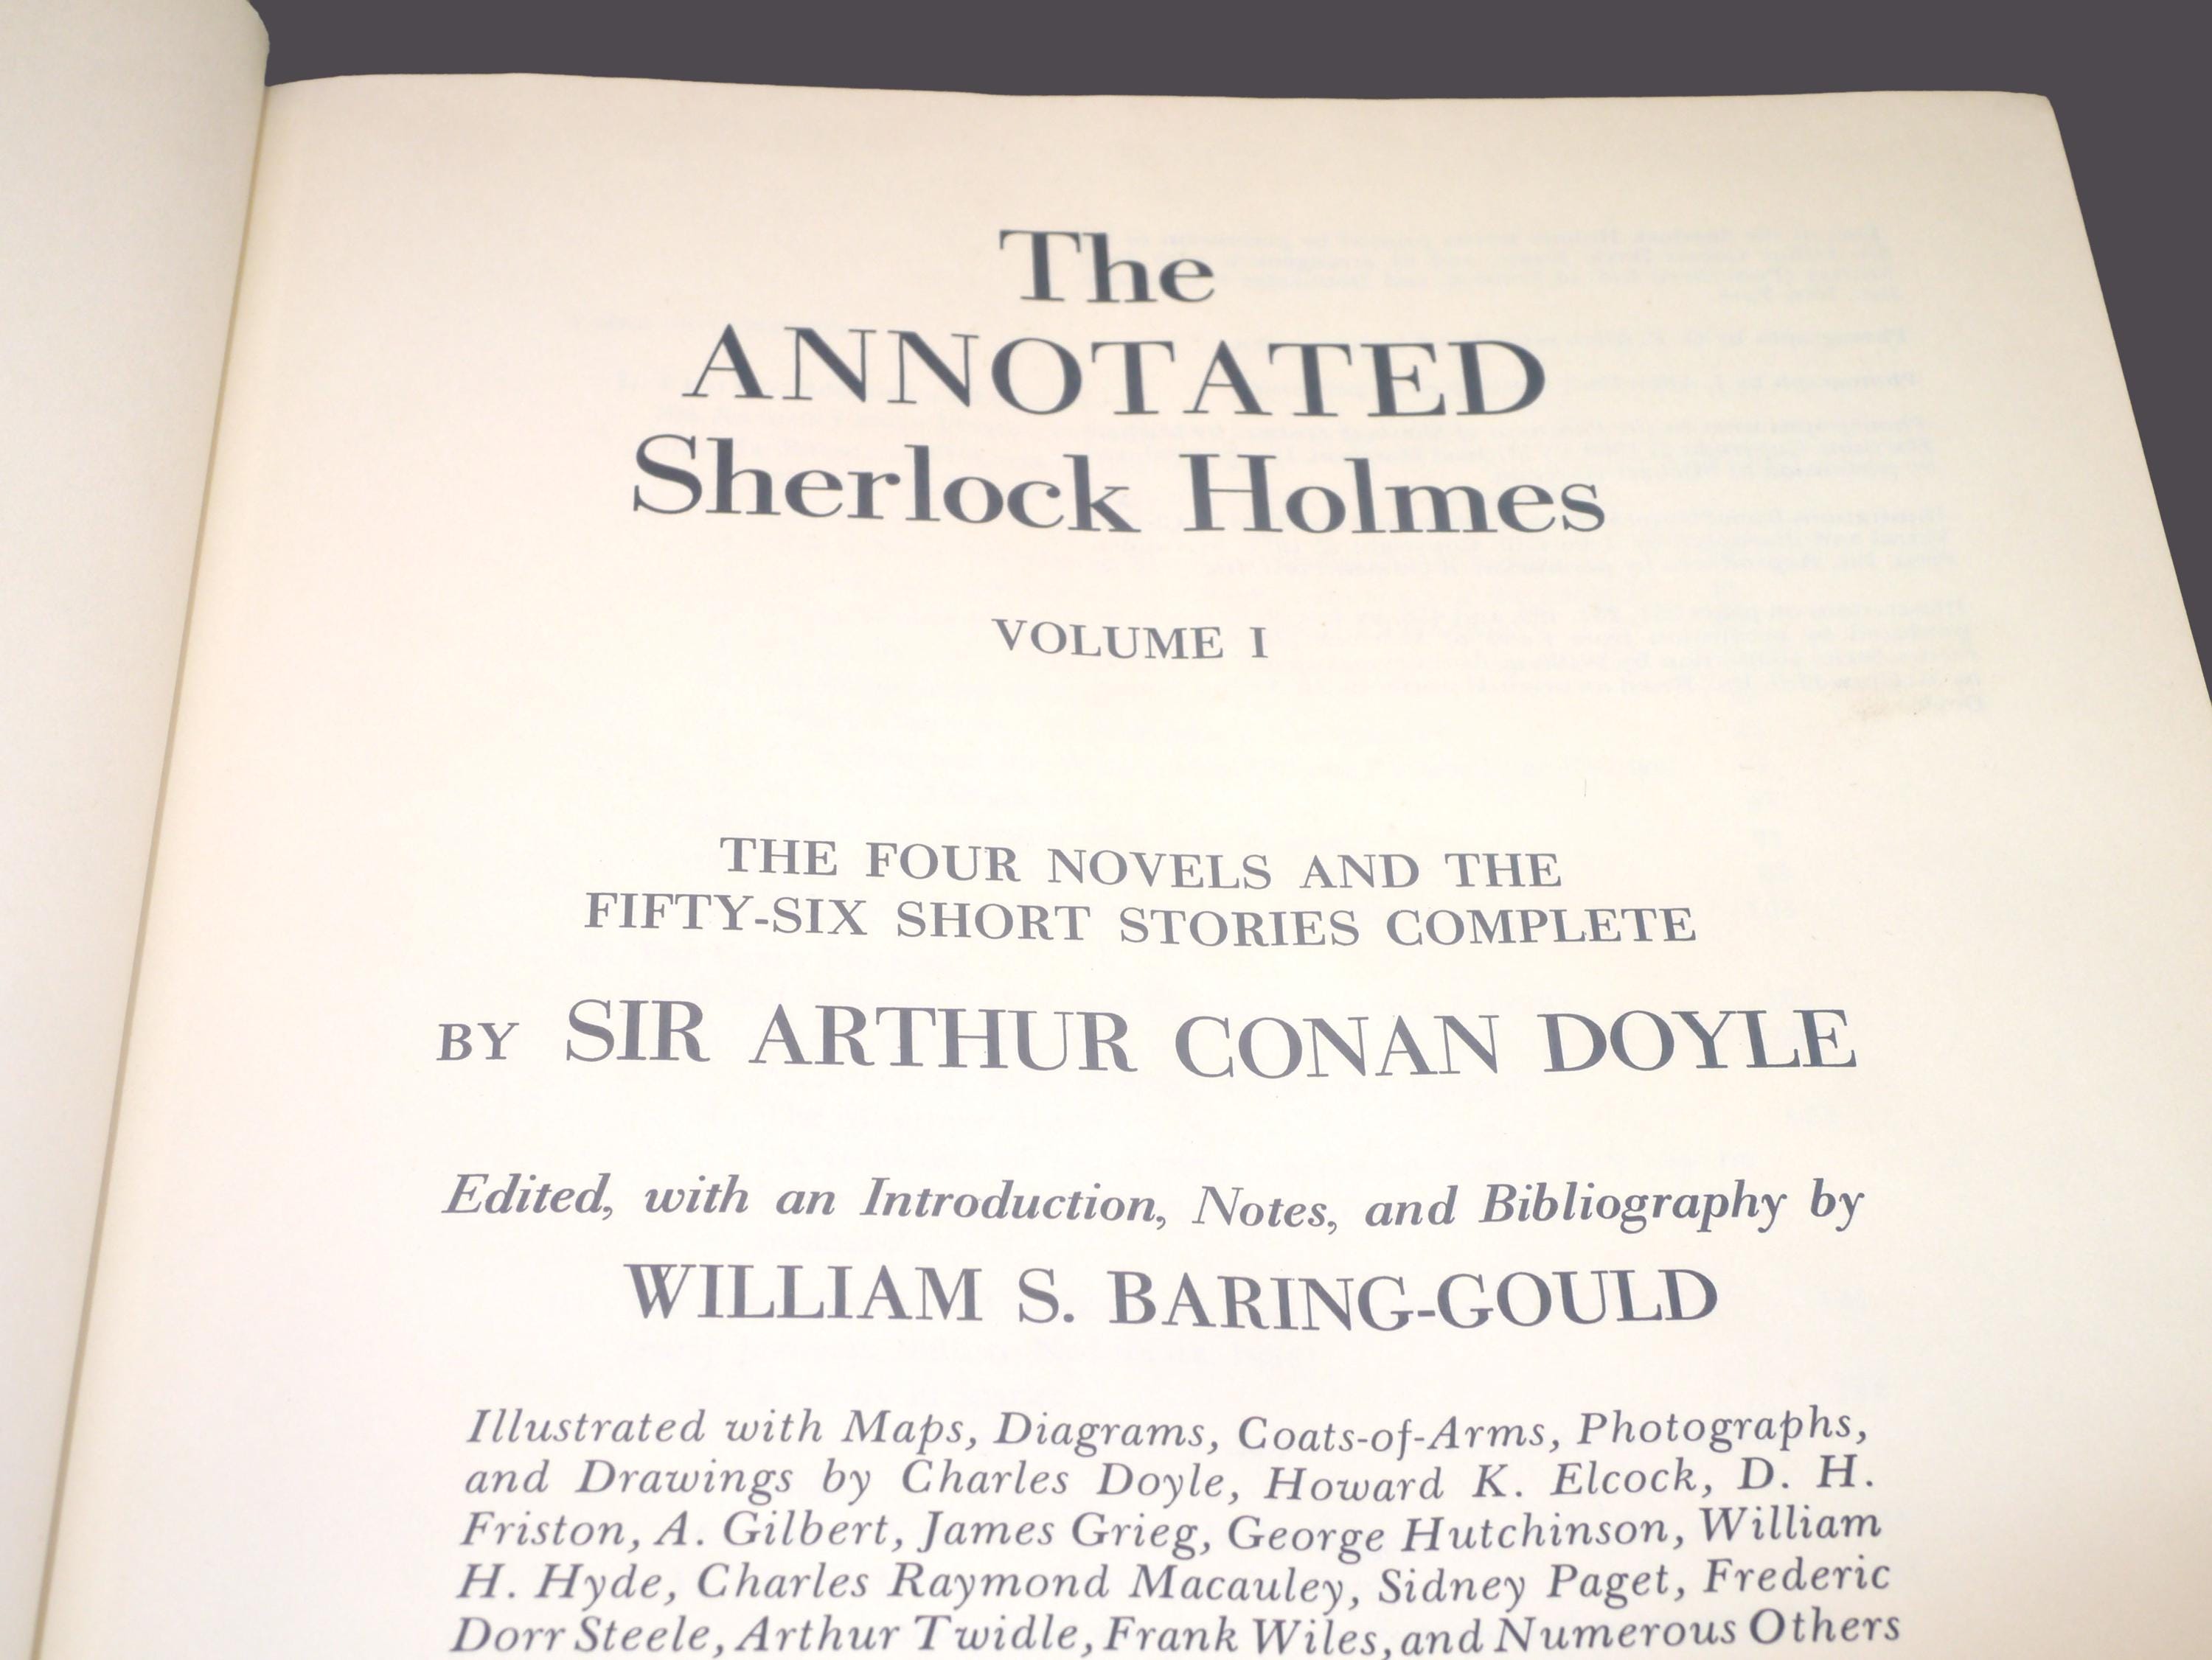 The
ANNOTATED
Sherlock Holmes
VOLUME I
THE FOUR NOVELS AND THE
FIFTY-SIX SHORT STORIES COMPLETE
BY SIR ARTHUR CONAN DOYLE
Edited, with an Introduction, Notes, and Bibliography by
WILLIAM S. BARING-GOULD
Illustrated with Maps, Diagrams, Coats-of-Arms, Photographs,
and Drawings by Charles Doyle, Howard K. Elcock, D. H.
Friston, A. Gilbert, James Grieg, George Hutchinson, William
H. Hyde, Charles Raymond Macauley, Sidney Paget, Frederic
Dorr Steele, Arthur Twidle, Frank Wiles, and Numerous Others